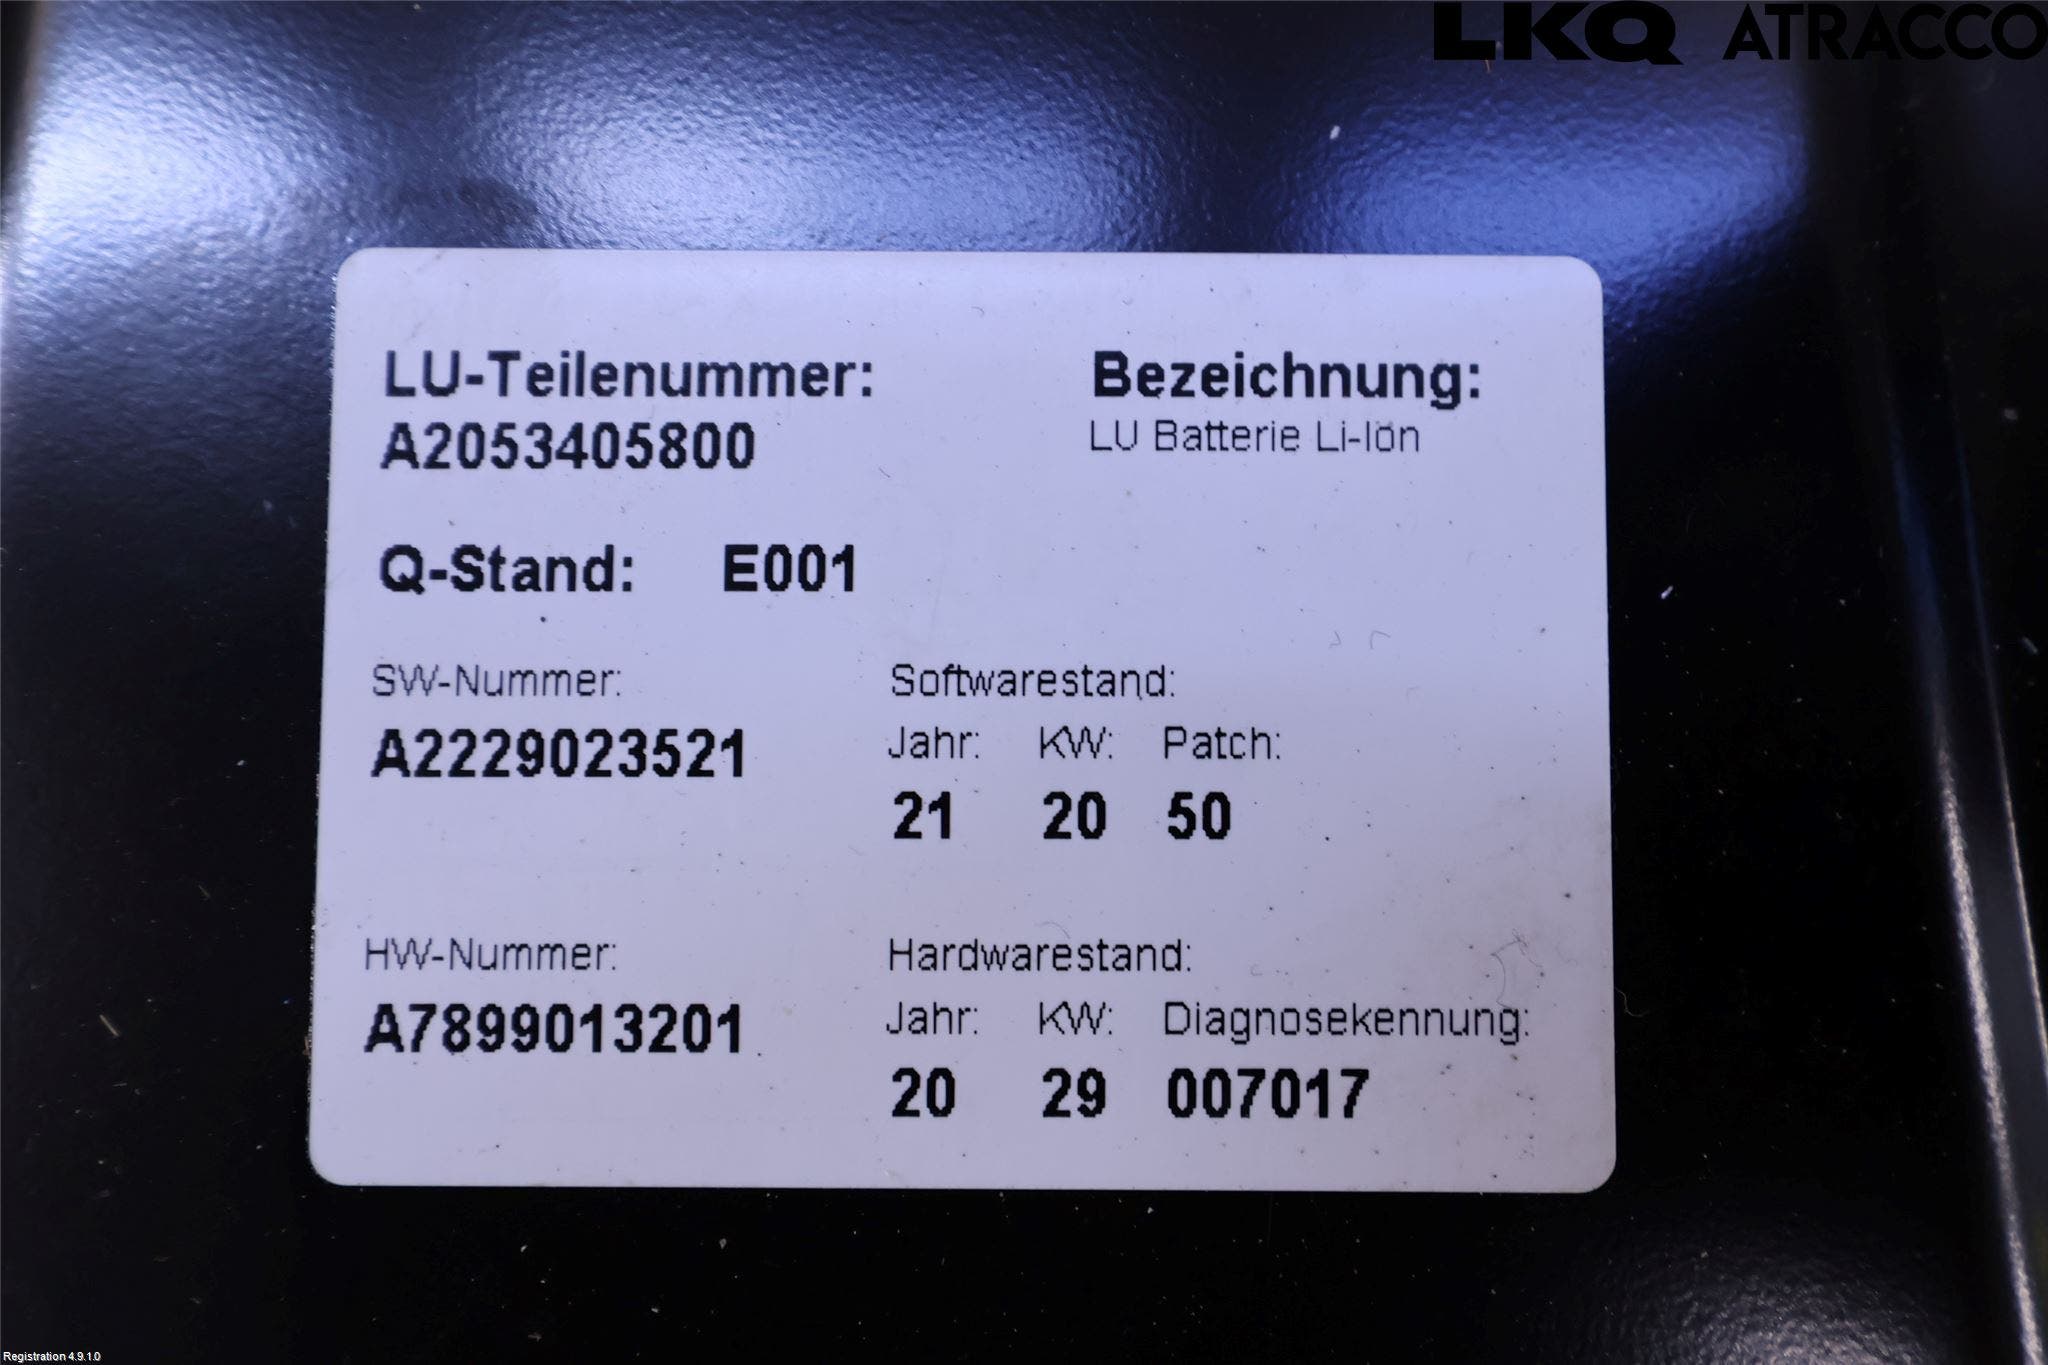 LKQ ATRACCO
LU-Teilenummer: Bezeichnung:
A2053405800 LU Batterie Li-Ion
Q-Stand: E001
SW-Nummer: Softwarestand:
Jahr: KW: Patch:
A2229023521
21 20 50
HW-Nummer: Hardwarestand:
Jahr: KW: Diagnosekennung:
A7899013201
20 29 007017
Registration 4.9.1.0